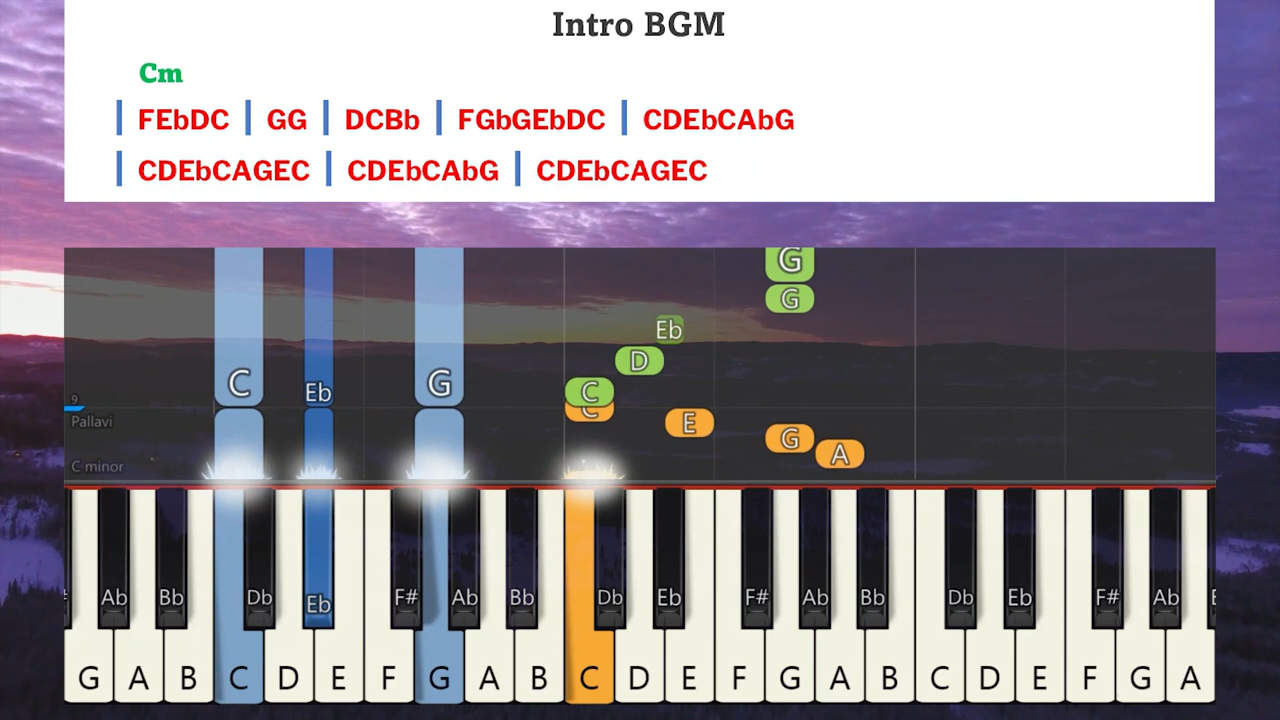 Intro BGM
Cm
| FEbDC | GG | DCBb | FGbGEbDC | CDEbCAbG
| CDEbCAGEC | CDEbCAbG | CDEbCAGEC
G
G
Eb
D
C Eb G C
C
9
Pallavi
E
G
A
C minor
Ab Bb Db Eb F# Ab Bb Db Eb F# Ab Bb Db Eb F# Ab
G A B C D E F G A B C D E F G A B C D E F G A